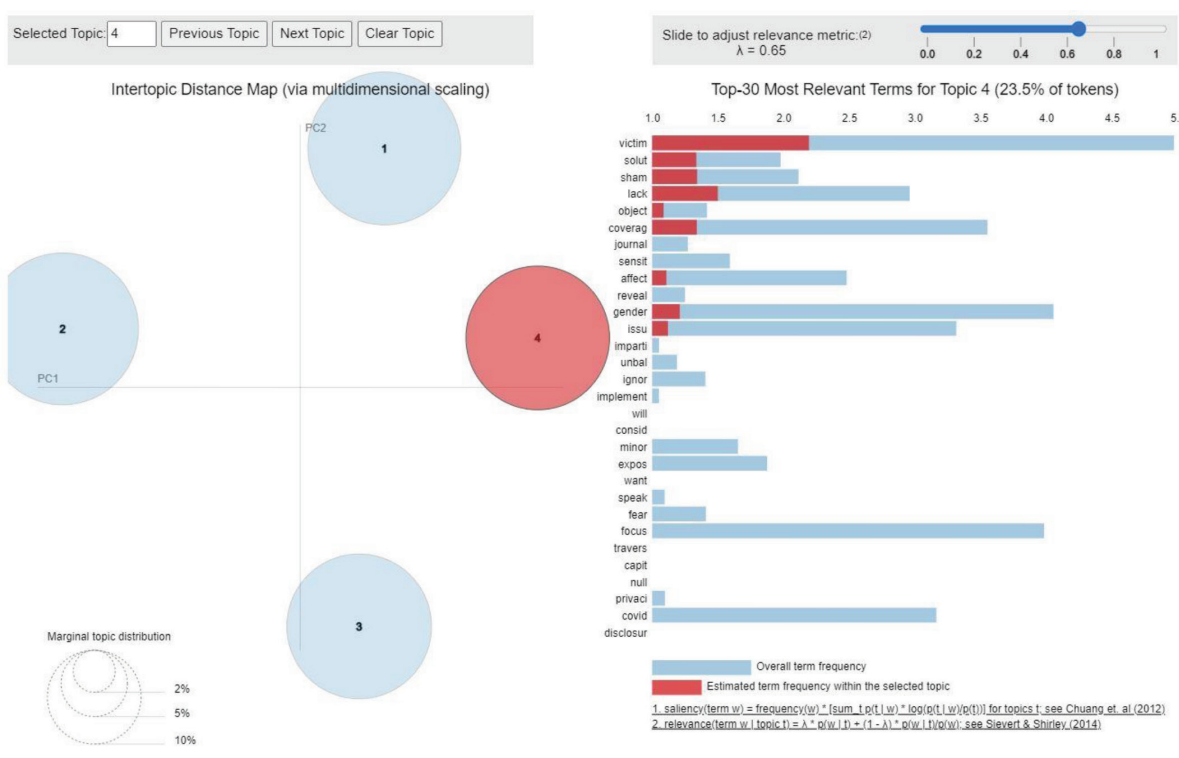 Selected Topic: 4 Previous Topic Next Topic Clear Topic
Slide to adjust relevance metric:(2)
λ = 0.65
0.0 0.2 0.4 0.6 0.8 1
Intertopic Distance Map (via multidimensional scaling)
PC2
1
2
4
PC1
3
Marginal topic distribution
2%
5%
10%
Top-30 Most Relevant Terms for Topic 4 (23.5% of tokens)
1.0 1.5 2.0 2.5 3.0 3.5 4.0 4.5 5.
victim
solut
sham
lack
object
coverag
journal
sensit
affect
reveal
gender
issu
imparti
unbal
ignor
implement
will
consid
minor
expos
want
speak
fear
focus
travers
capit
null
privaci
covid
disclosur
Overall term frequency
Estimated term frequency within the selected topic
1. saliency(term w) = frequency(w) * [sum_t p(t | w) * log(p(t | w)/p(t))] for topics t; see Chuang et. al (2012)
2. relevance(term w | topic t) = λ * p(w | t) + (1 - λ) * p(w | t)/p(w); see Sievert & Shirley (2014)